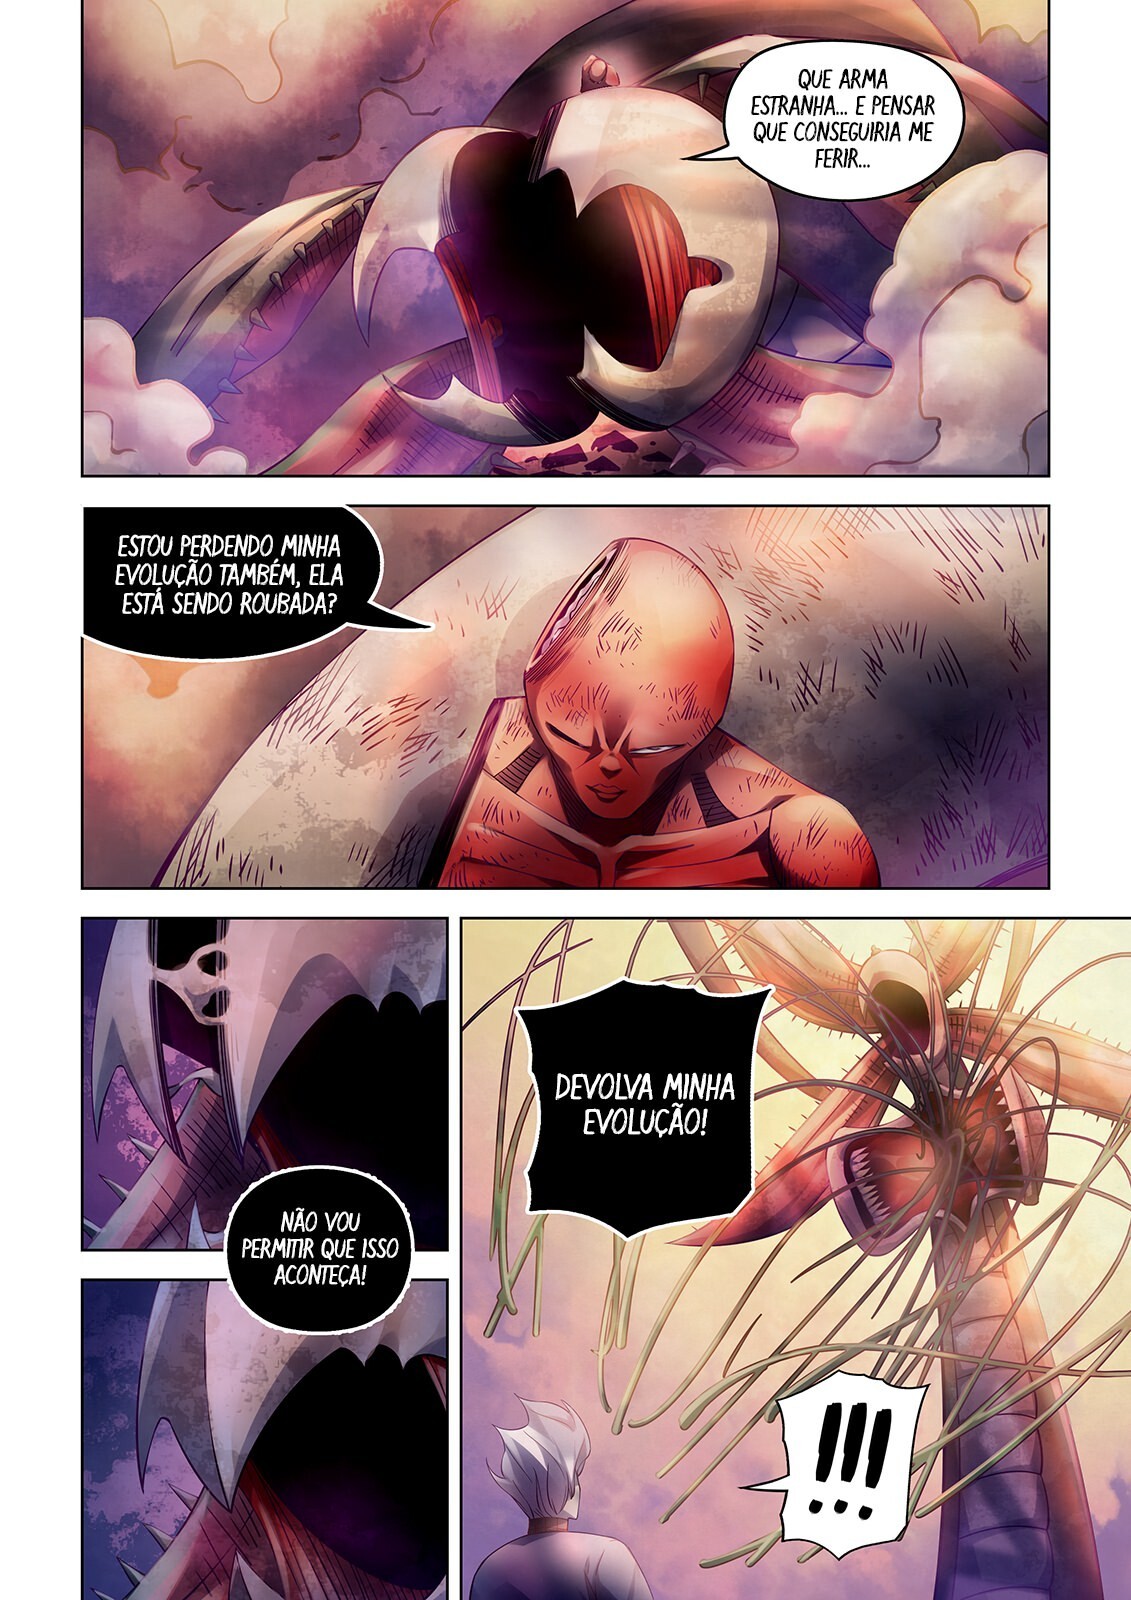 QUE ARMA
ESTRANHA... E PENSAR
QUE CONSEGUIRIA ME
FERIR...
ESTOU PERDENDO MINHA
EVOLUÇÃO TAMBÉM, ELA
ESTÁ SENDO ROUBADA?
NÃO VOU
PERMITIR QUE ISSO
ACONTEÇA!
DEVOLVA MINHA
EVOLUÇÃO!
!!!